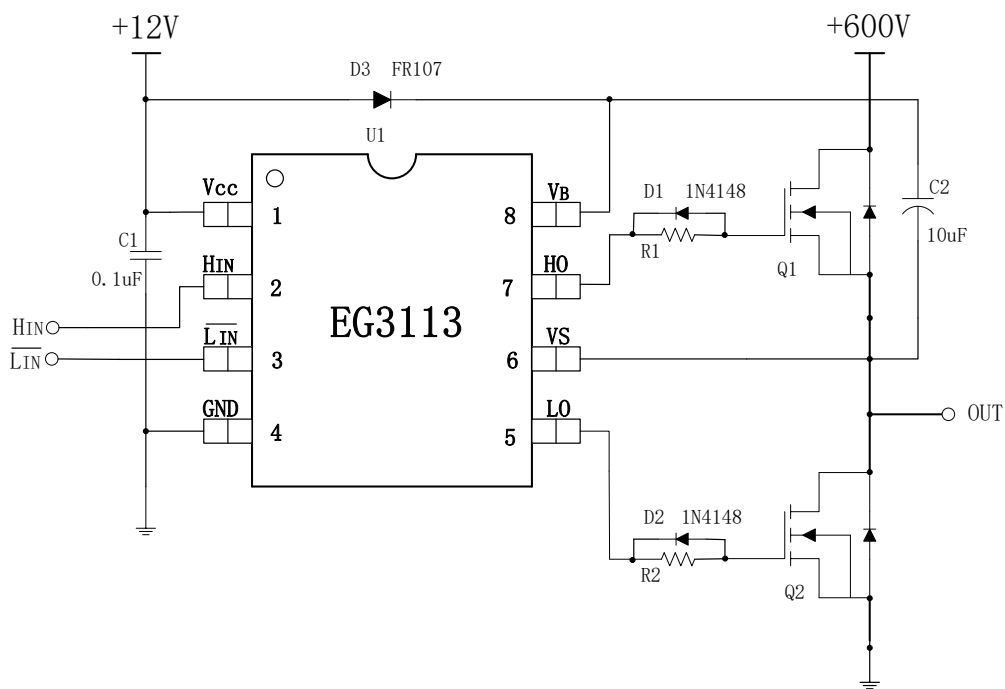 +12V
+600V
D3 FR107
U1
Vcc
1
8
VB
D1 1N4148
C1
0.1uF
R1
Q1
C2
10uF
HIN
2
7
HO
EG3113
HIN
LIN
LIN
3
6
VS
GND
4
5
LO
OUT
D2 1N4148
R2
Q2